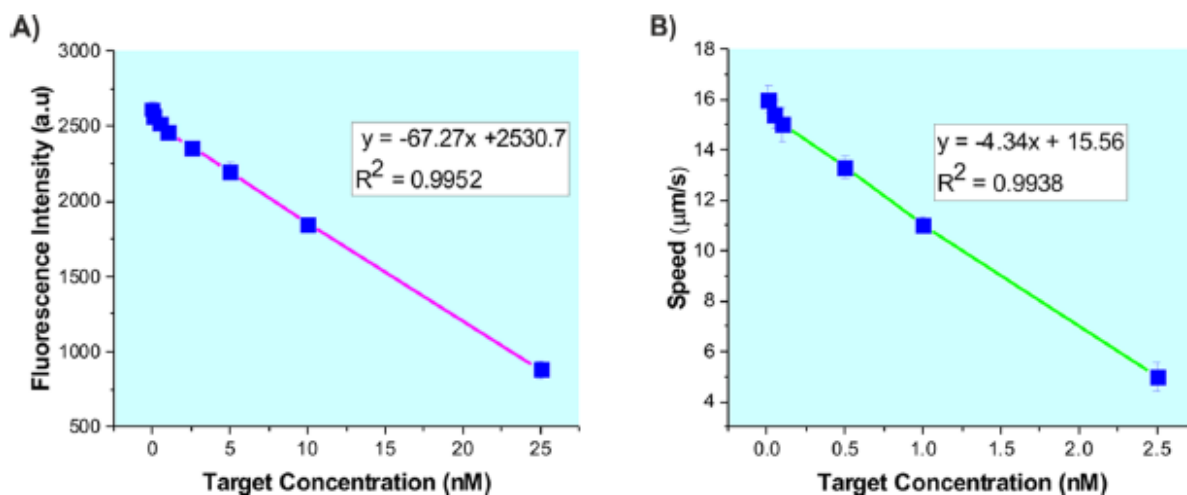 A)
3000
2500
2000
1500
1000
500
Fluorescence Intensity (a.u)
y = -67.27x +2530.7
R² = 0.9952
0 5 10 15 20 25
Target Concentration (nM)
B)
18
16
14
12
10
8
6
4
Speed (μm/s)
y = -4.34x + 15.56
R² = 0.9938
0.0 0.5 1.0 1.5 2.0 2.5
Target Concentration (nM)